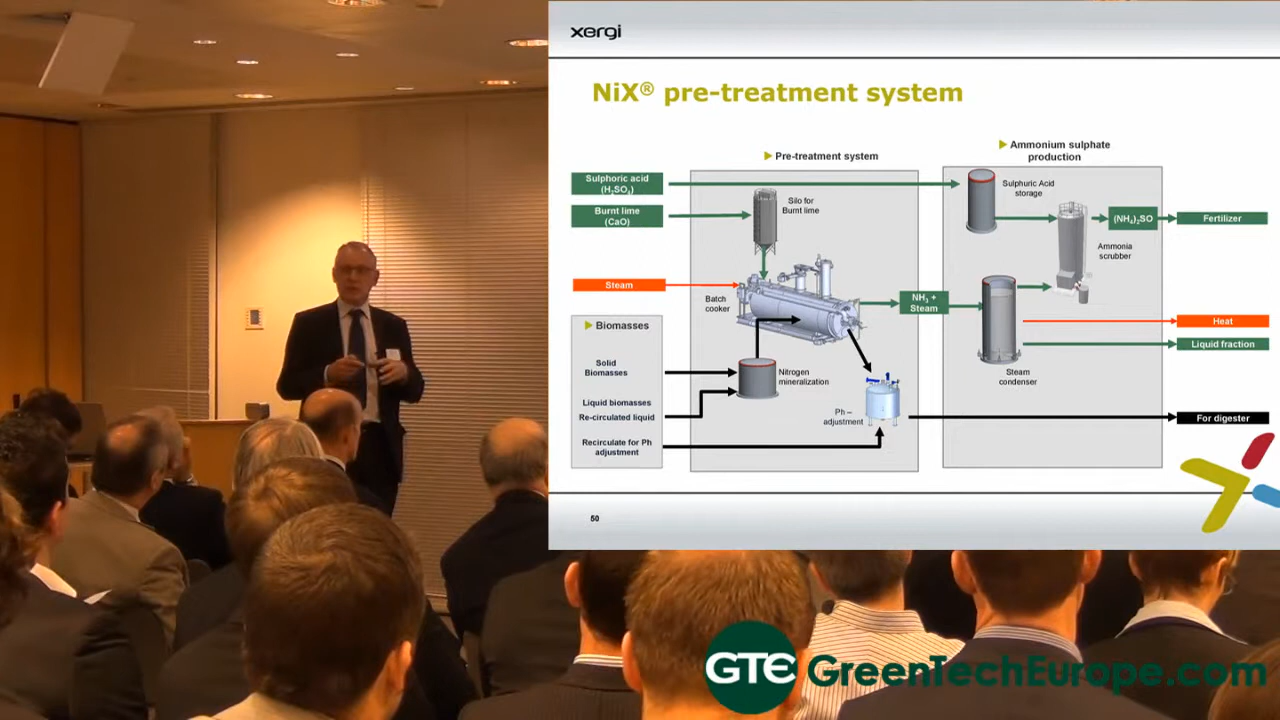 xergi
NiX® pre-treatment system
Pre-treatment system
Ammonium sulphate
production
Sulphoric acid
(H₂SO₄)
Burnt lime
(CaO)
Silo for
Burnt lime
Sulphuric Acid
storage
(NH₄)₂SO
Fertilizer
Ammonia
scrubber
Steam
Batch
cooker
NH₃ +
Steam
Biomasses
Solid
Biomasses
Liquid biomasses
Re-circulated liquid
Recirculate for Ph
adjustment
Nitrogen
mineralization
Ph –
adjustment
Steam
condenser
Heat
Liquid fraction
For digester
50
GTE GreenTechEurope.com